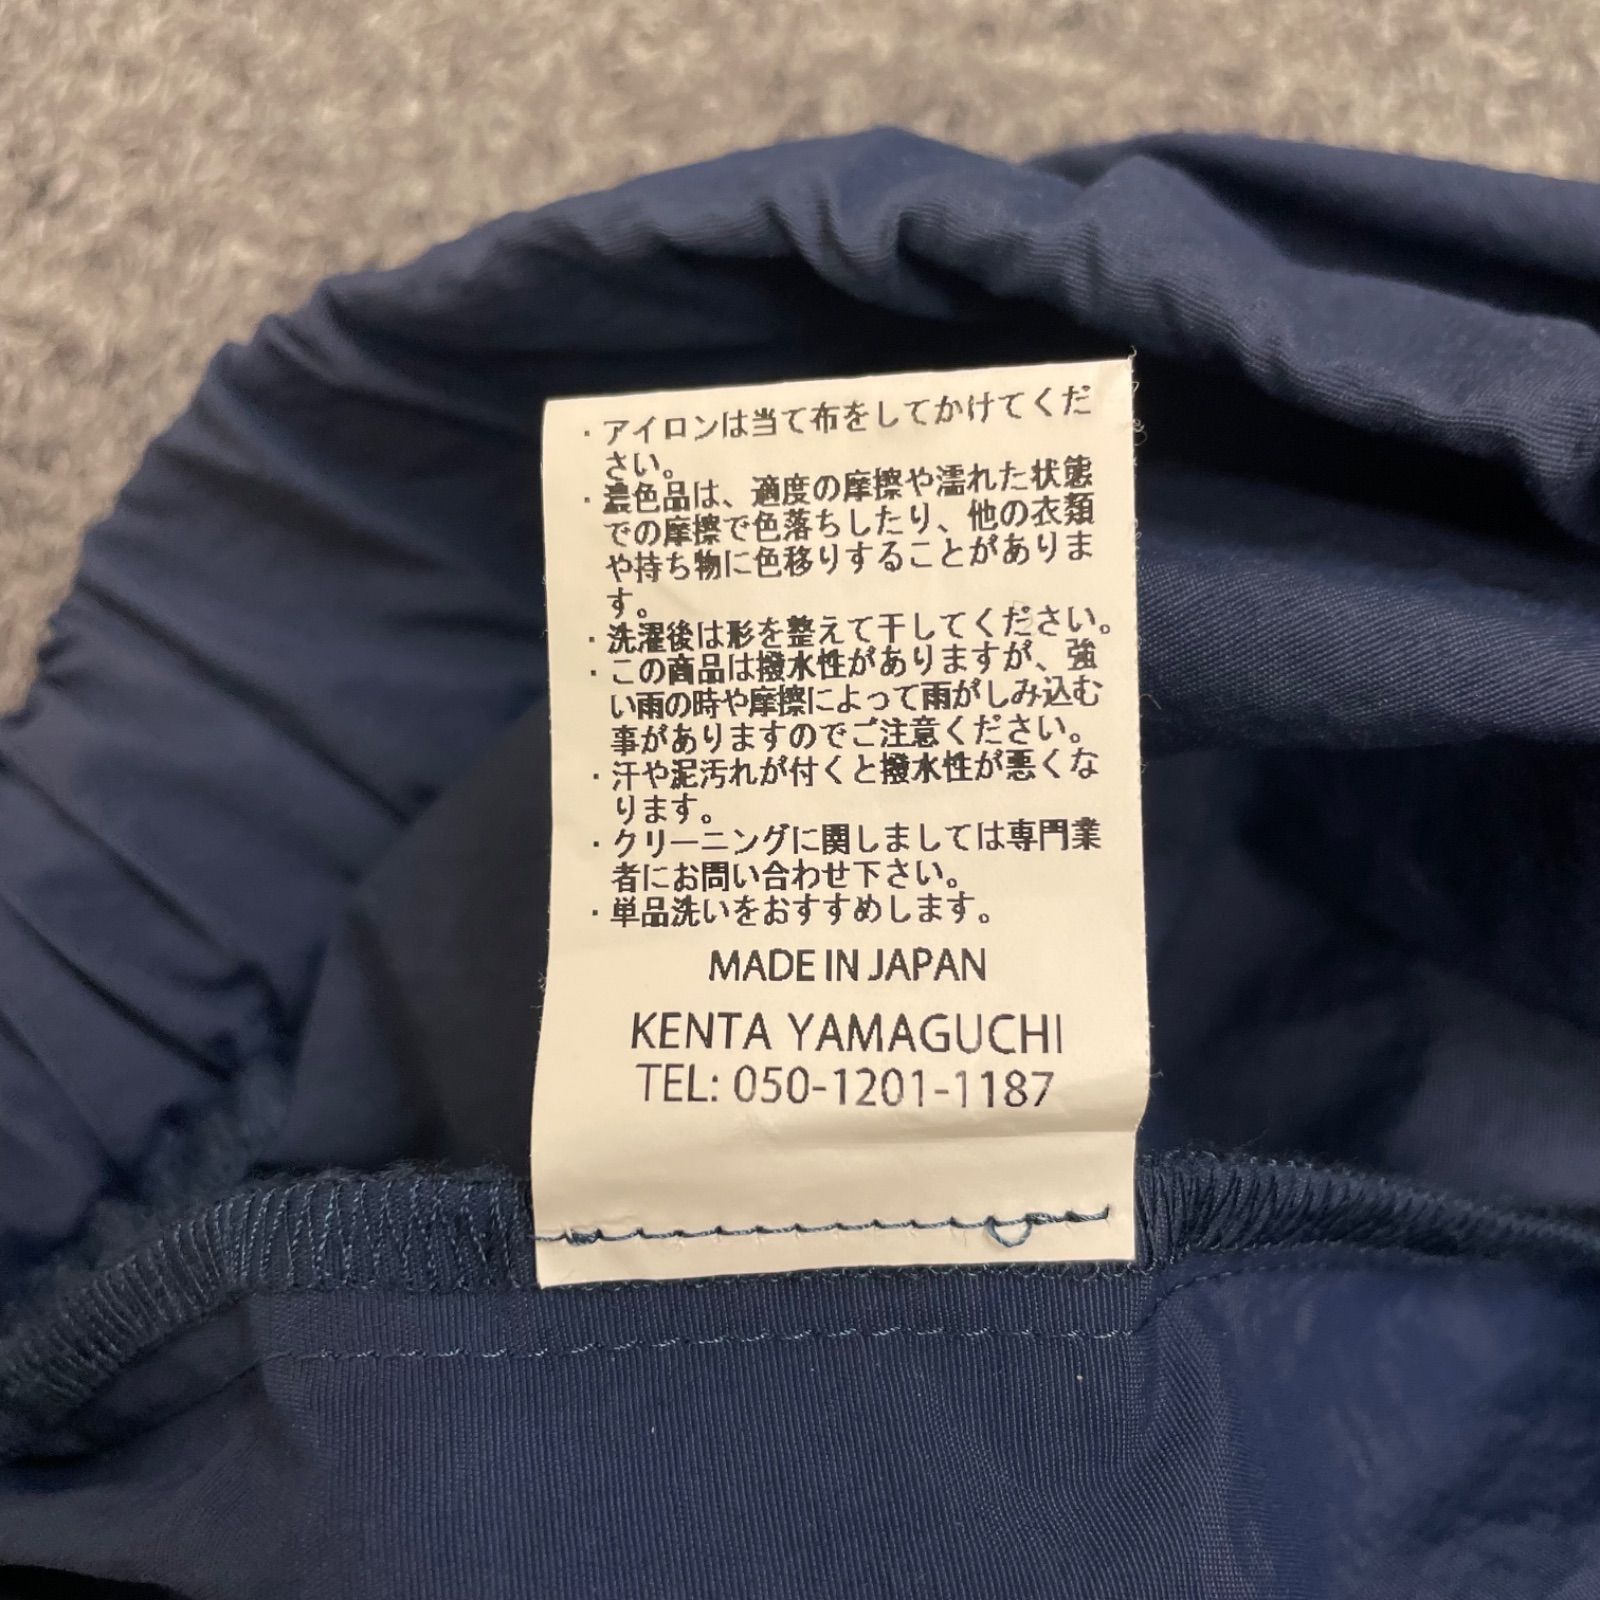 ・アイロンは当て布をしてかけてくだ
さい。
・濃色品は、適度の摩擦や濡れた状態
での摩擦で色落ちしたり、他の衣類
や持ち物に色移りすることがありま
す。
・洗濯後は形を整えて干してください。
・この商品は撥水性がありますが、強
い雨の時や摩擦によって雨がしみ込む
事がありますのでご注意ください。
・汗や泥汚れが付くと撥水性が悪くな
ります。
・クリーニングに関しましては専門業
者にお問い合わせ下さい。
・単品洗いをおすすめします。
MADE IN JAPAN
KENTA YAMAGUCHI
TEL: 050-1201-1187